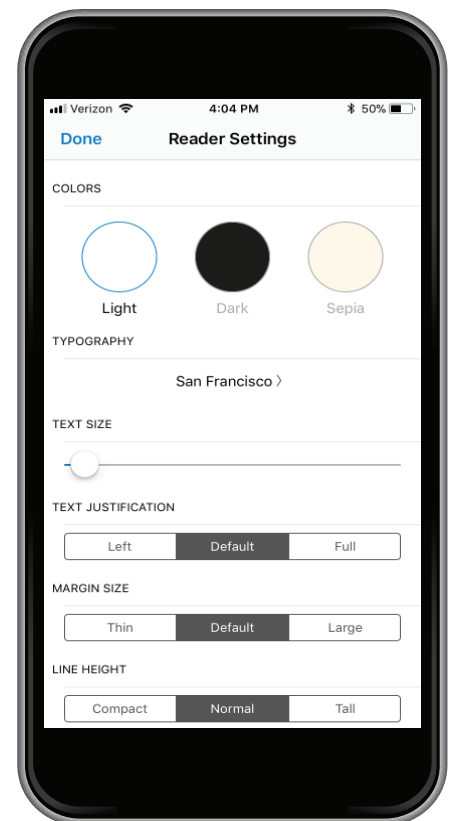 Verizon 4:04 PM 50%
Done Reader Settings
COLORS
Light Dark Sepia
TYPOGRAPHY
San Francisco 〉
TEXT SIZE
TEXT JUSTIFICATION
Left Default Full
MARGIN SIZE
Thin Default Large
LINE HEIGHT
Compact Normal Tall